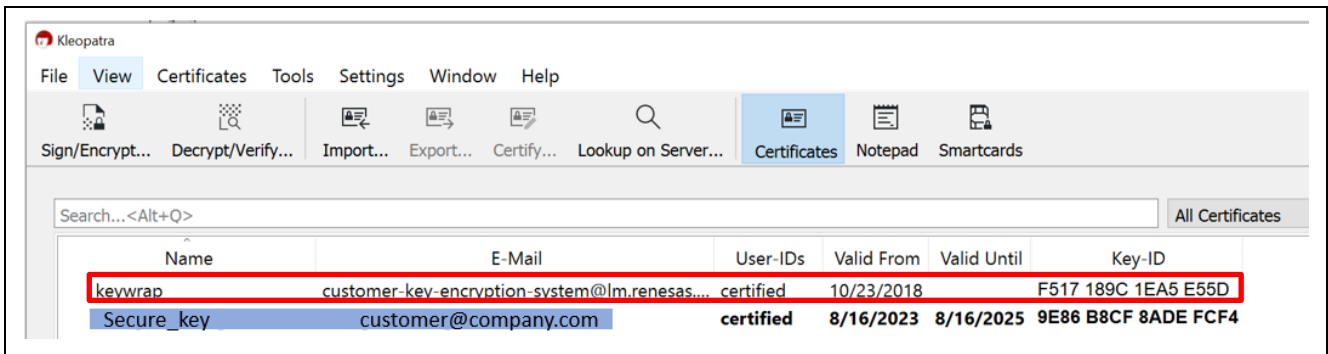 Kleopatra
File View Certificates Tools Settings Window Help
Sign/Encrypt... Decrypt/Verify... Import... Export... Certify... Lookup on Server... Certificates Notepad Smartcards
Search...<Alt+Q> All Certificates
Name E-Mail User-IDs Valid From Valid Until Key-ID
keywrap customer-key-encryption-system@lm.renesas.... certified 10/23/2018 F517 189C 1EA5 E55D
Secure_key customer@company.com certified 8/16/2023 8/16/2025 9E86 B8CF 8ADE FCF4